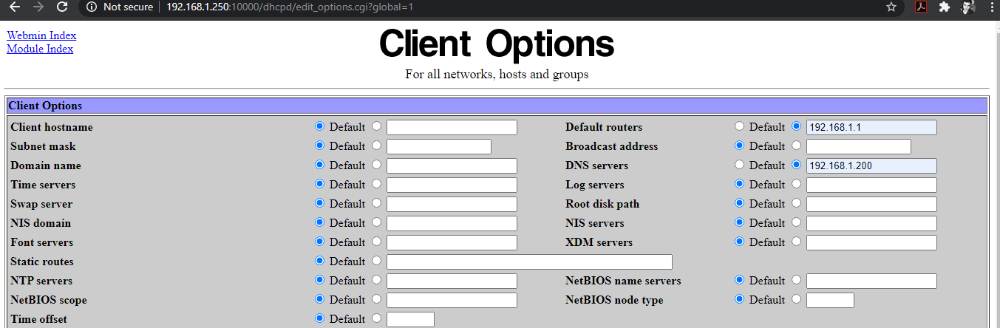 Not secure | 192.168.1.250:10000/dhcpd/edit_options.cgi?global=1
Webmin Index
Module Index
Client Options
For all networks, hosts and groups
Client Options
Client hostname Default Default routers Default 192.168.1.1
Subnet mask Default Broadcast address Default
Domain name Default DNS servers Default 192.168.1.200
Time servers Default Log servers Default
Swap server Default Root disk path Default
NIS domain Default NIS servers Default
Font servers Default XDM servers Default
Static routes Default
NTP servers Default NetBIOS name servers Default
NetBIOS scope Default NetBIOS node type Default
Time offset Default